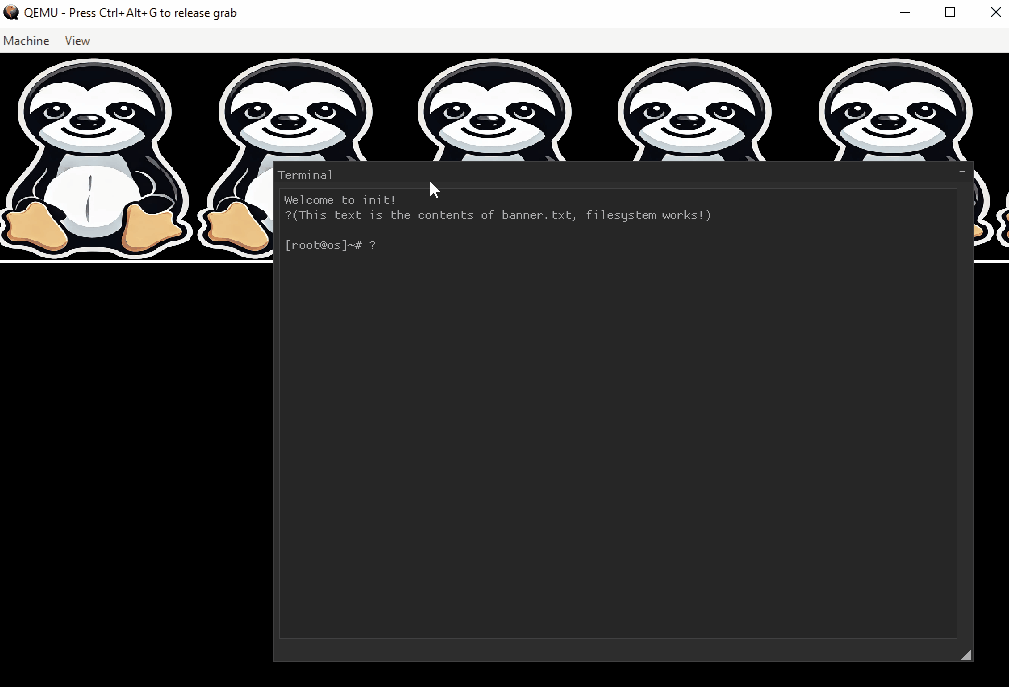 QEMU - Press Ctrl+Alt+G to release grab
Machine View
Terminal
Welcome to init!
?(This text is the contents of banner.txt, filesystem works!)
[root@os]~# ?